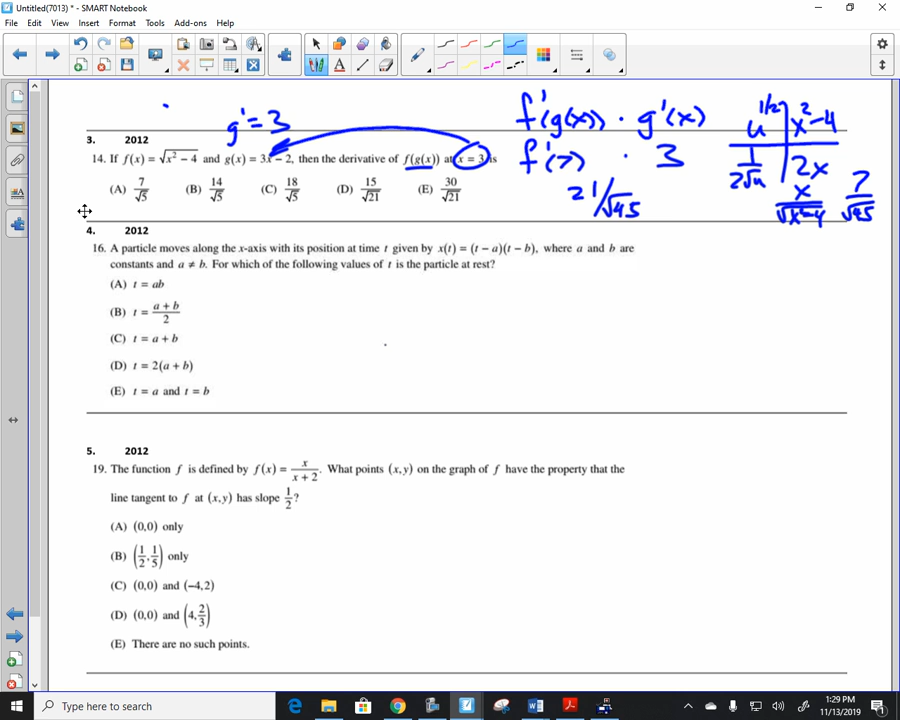 Untitled(7013) * - SMART Notebook
File Edit View Insert Format Tools Add-ons Help
g' = 3
f'(g(x)) · g'(x)
u^1/2 x^2-4
3. 2012
14. If f(x) = √(x² − 4) and g(x) = 3x − 2, then the derivative of f(g(x)) at x = 3 is
f'(7) · 3
1/2√u 2x
(A) 7/√5 (B) 14/√5 (C) 18/√5 (D) 15/√21 (E) 30/√21
21/√45
x/√x²-4 7/√45
4. 2012
16. A particle moves along the x-axis with its position at time t given by x(t) = (t − a)(t − b), where a and b are
constants and a ≠ b. For which of the following values of t is the particle at rest?
(A) t = ab
(B) t = a + b/2
(C) t = a + b
(D) t = 2(a + b)
(E) t = a and t = b
5. 2012
19. The function f is defined by f(x) = x/x + 2. What points (x,y) on the graph of f have the property that the
line tangent to f at (x,y) has slope 1/2?
(A) (0,0) only
(B) (1/2, 1/5) only
(C) (0,0) and (−4,2)
(D) (0,0) and (4, 2/3)
(E) There are no such points.
Type here to search
1:29 PM
11/13/2019